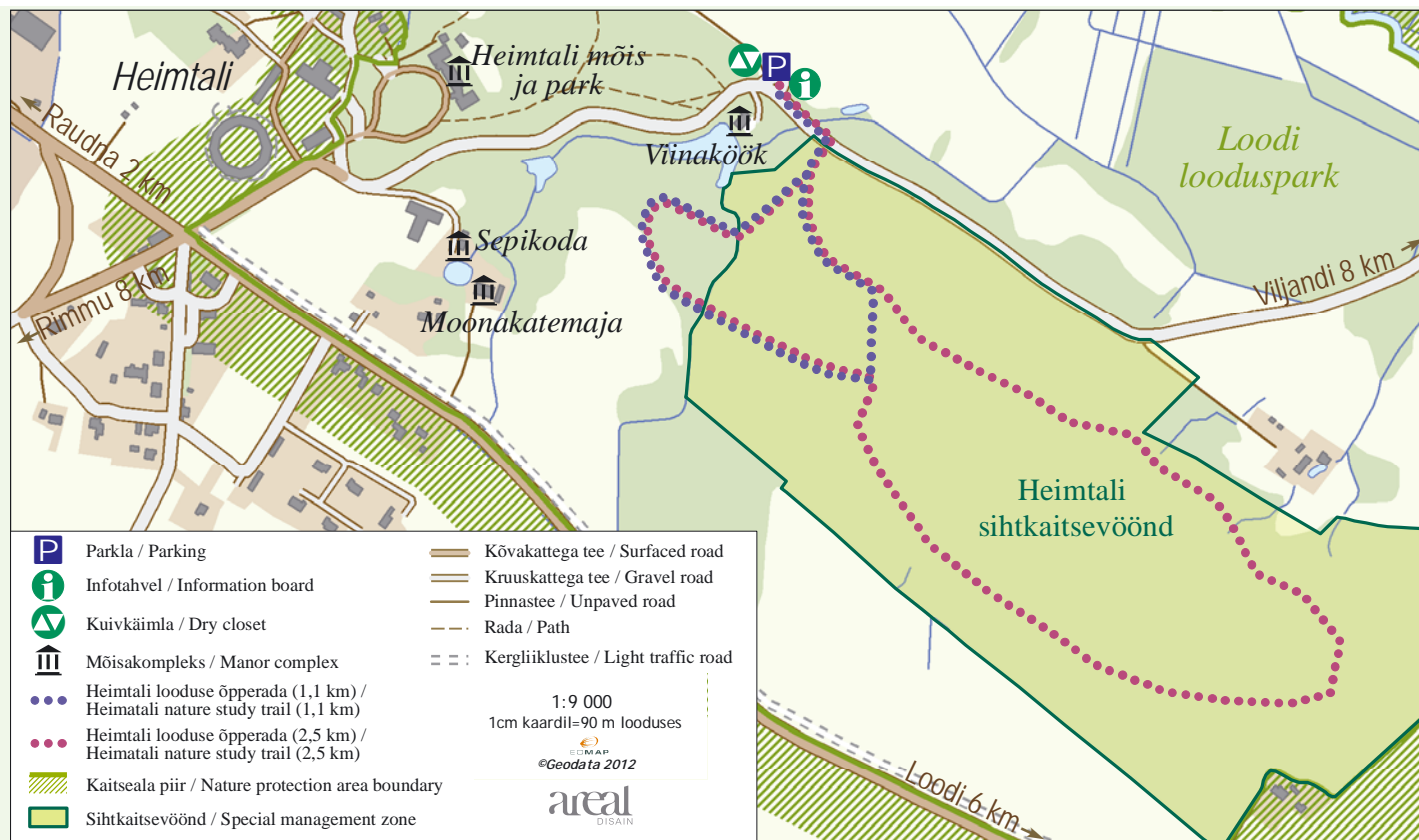 Heimtali
Heimtali mõis
ja park
P
i
Viinaköök
Loodi
looduspark
Raudna 2 km
Sepikoda
Moonakatemaja
Rimmu 8 km
Viljandi 8 km
Heimtali
sihtkaitsevöönd
Loodi 6 km
P
Parkla / Parking
i
Infotahvel / Information board
Kuivkäimla / Dry closet
Mõisakompleks / Manor complex
Heimtali looduse õpperada (1,1 km) /
Heimatali nature study trail (1,1 km)
Heimtali looduse õpperada (2,5 km) /
Heimatali nature study trail (2,5 km)
Kaitseala piir / Nature protection area boundary
Sihtkaitsevöönd / Special management zone
Kõvakattega tee / Surfaced road
Kruuskattega tee / Gravel road
Pinnastee / Unpaved road
Rada / Path
Kergliiklustee / Light traffic road
1:9 000
1cm kaardil=90 m looduses
EOMAP
©Geodata 2012
areal
DISAIN